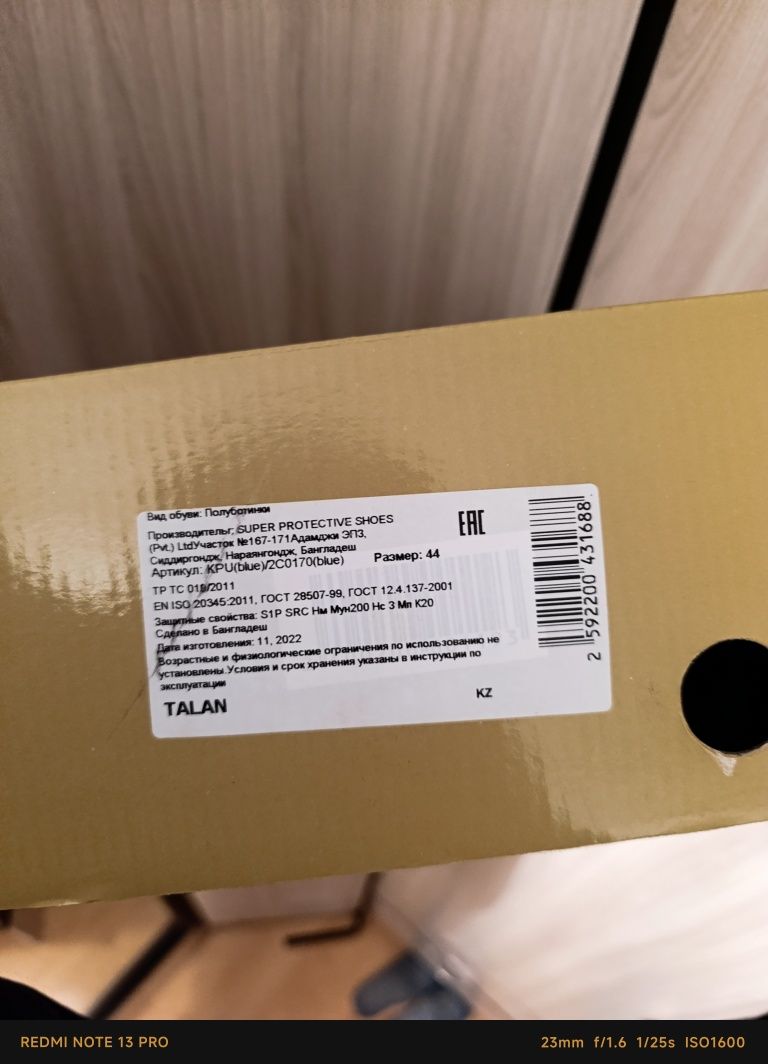 Вид обуви: Полуботинки
Производитель: SUPER PROTECTIVE SHOES
(Pvt.) LtdУчасток №167-171Адамджи ЭПЗ,
Сиддиргондж, Нараянгондж, Бангладеш
Артикул: KPU(blue)/2C0170(blue)
Размер: 44
EAC
ТР ТС 019/2011
EN ISO 20345:2011, ГОСТ 28507-99, ГОСТ 12.4.137-2001
Защитные свойства: S1P SRC Нм Мун200 Нс З Мп К20
Сделано в Бангладеш
Дата изготовления: 11, 2022
Возрастные и физиологические ограничения по использованию не
установлены.Условия и срок хранения указаны в инструкции по
эксплуатации
TALAN
KZ
2 592200 431688
REDMI NOTE 13 PRO
23mm f/1.6 1/25s ISO1600